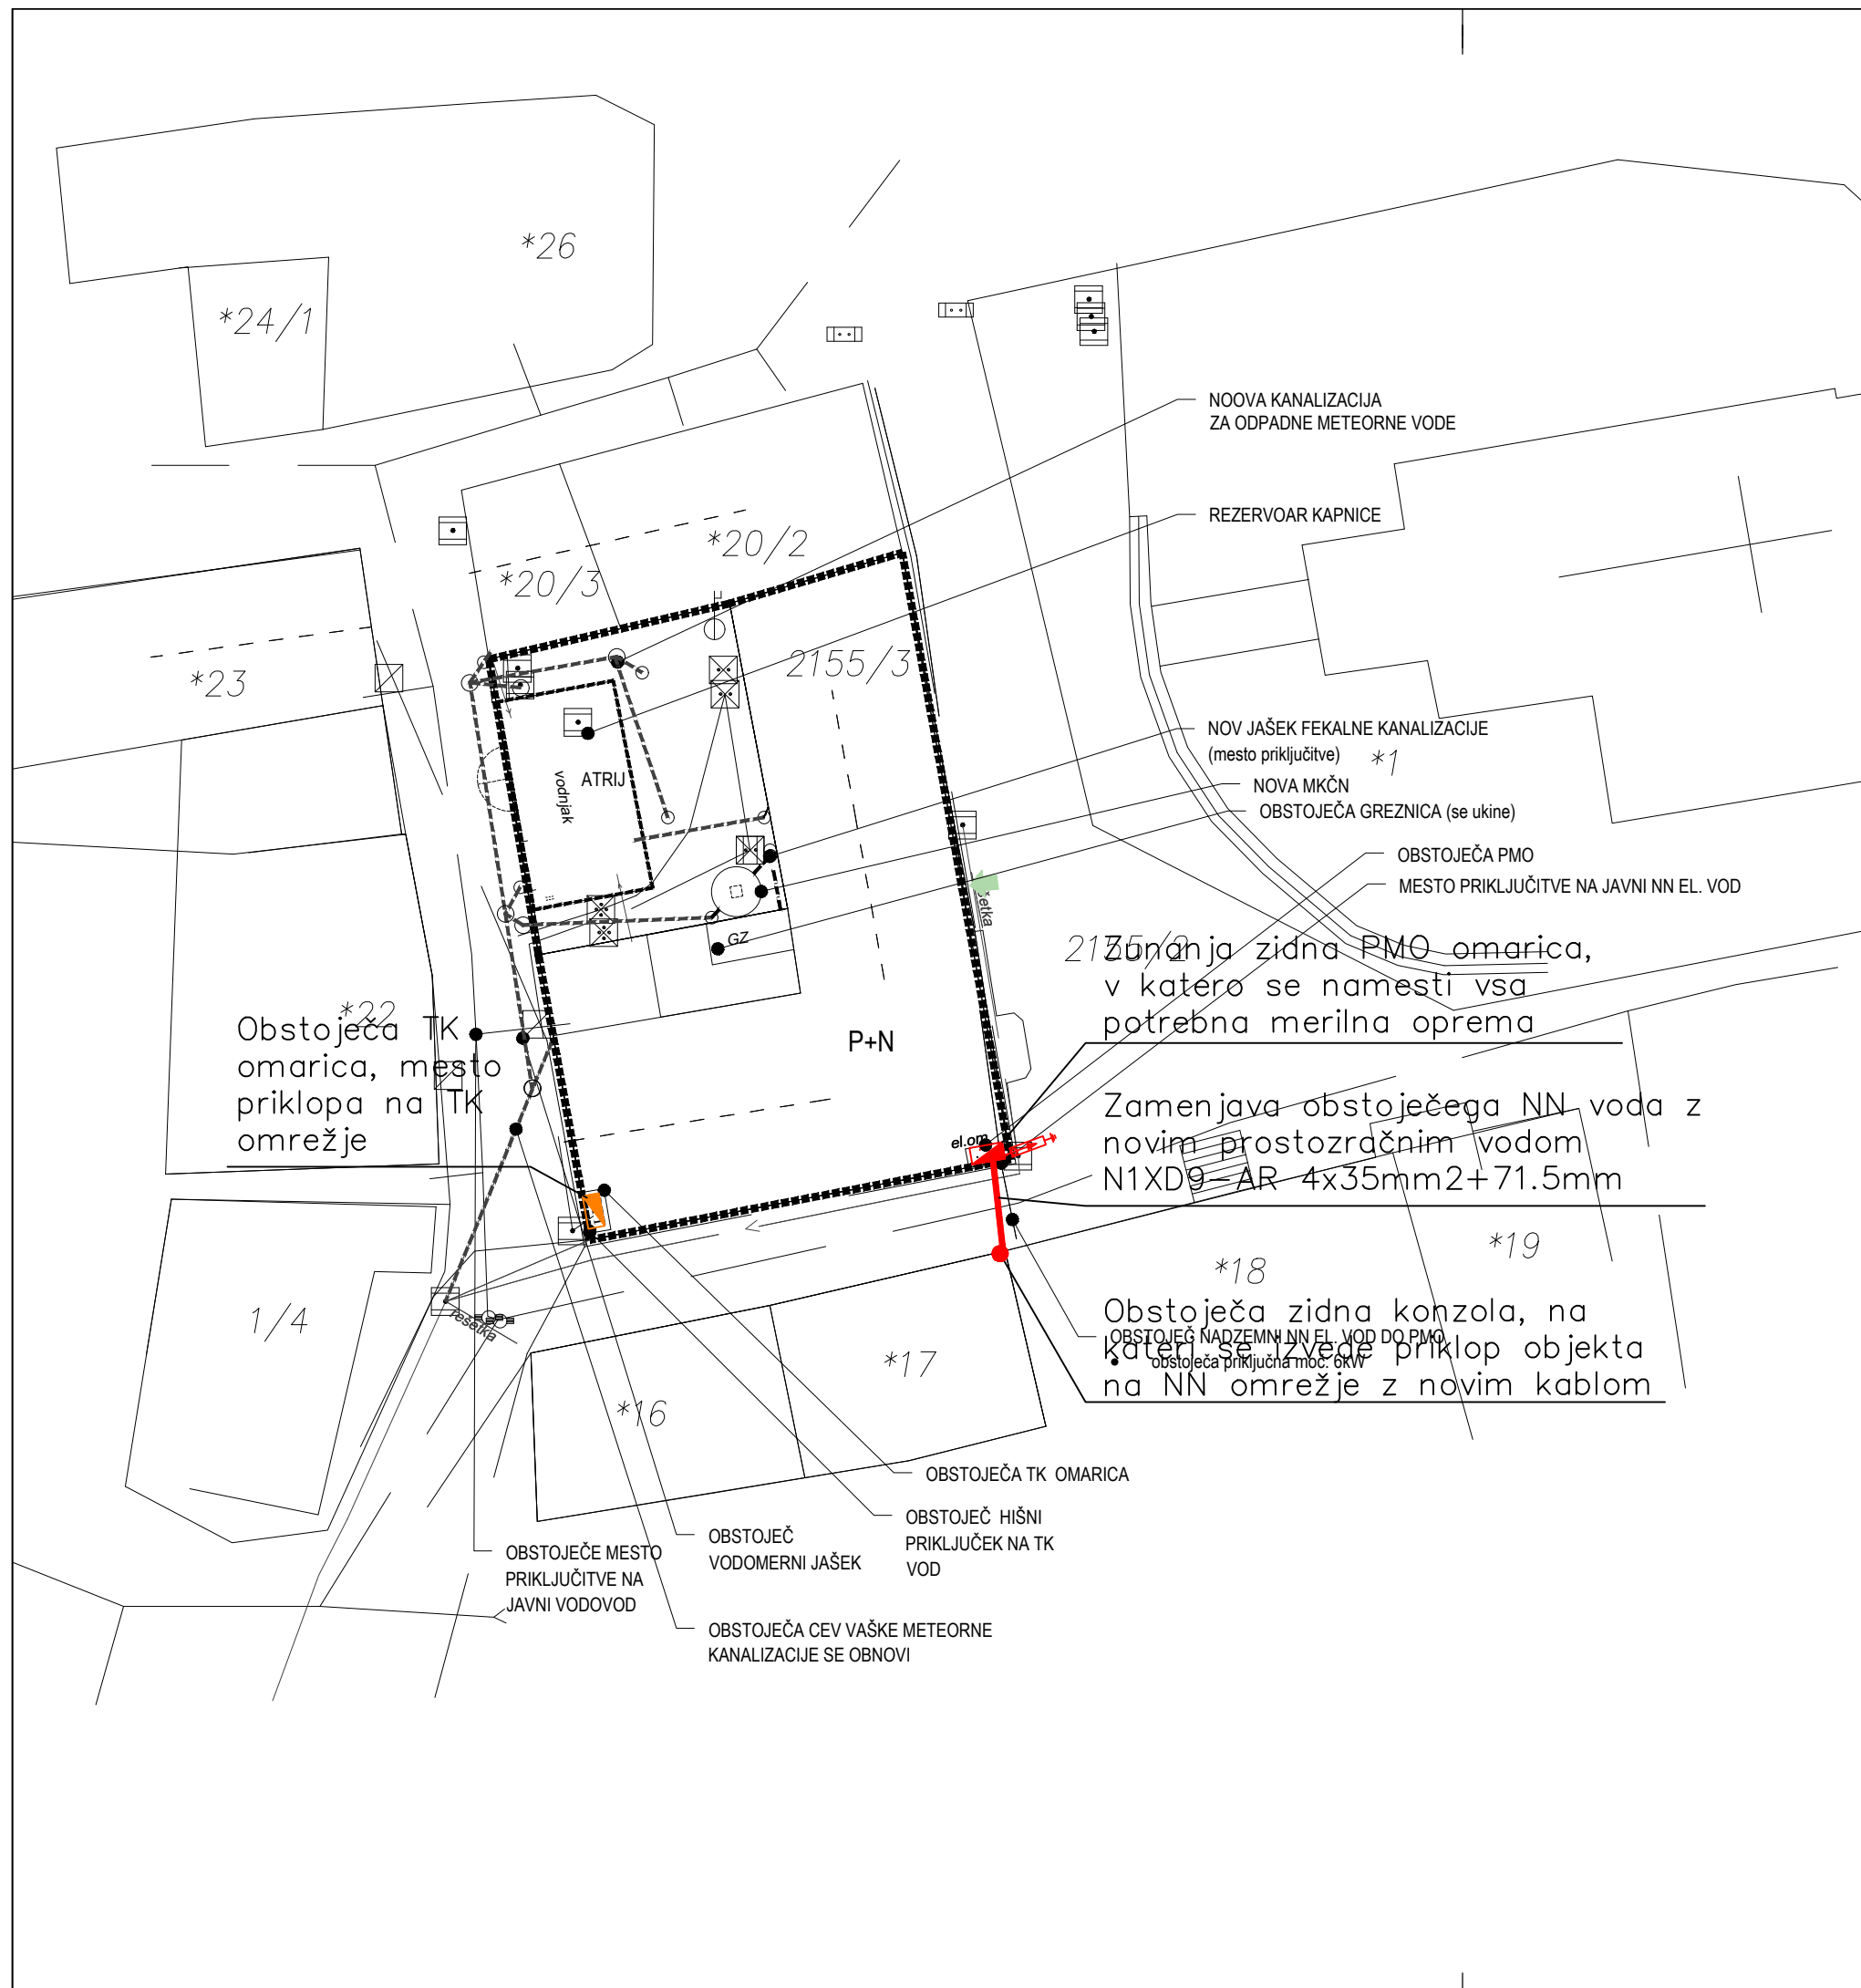 *26
*24/1
NOOVA KANALIZACIJA
ZA ODPADNE METEORNE VODE
REZERVOAR KAPNICE
*20/2
*20/3
2155/3
*23
NOV JAŠEK FEKALNE KANALIZACIJE
(mesto priključitve)
*1
ATRIJ
vodnjak
NOVA MKČN
OBSTOJEČA GREZNICA (se ukine)
OBSTOJEČA PMO
MESTO PRIKLJUČITVE NA JAVNI NN EL. VOD
GZ
2155/2
Zunanja zidna PMO omarica,
v katero se namesti vsa
potrebna merilna oprema
*22
Obstoječa TK
omarica, mesto
priklopa na TK
omrežje
P+N
Zamenjava obstoječega NN voda z
novim prostozračnim vodom
N1XD9-AR 4x35mm2+71.5mm
el.om
*19
*18
1/4
rešetka
Obstoječa zidna konzola, na
kateri se izvede priklop objekta
na NN omrežje z novim kablom
OBSTOJEČ NADZEMNI NN EL. VOD DO PMO
• obstoječa priključna moč: 6kW
*17
*16
OBSTOJEČA TK OMARICA
OBSTOJEČ HIŠNI
PRIKLJUČEK NA TK
VOD
OBSTOJEČ
VODOMERNI JAŠEK
OBSTOJEČE MESTO
PRIKLJUČITVE NA
JAVNI VODOVOD
OBSTOJEČA CEV VAŠKE METEORNE
KANALIZACIJE SE OBNOVI